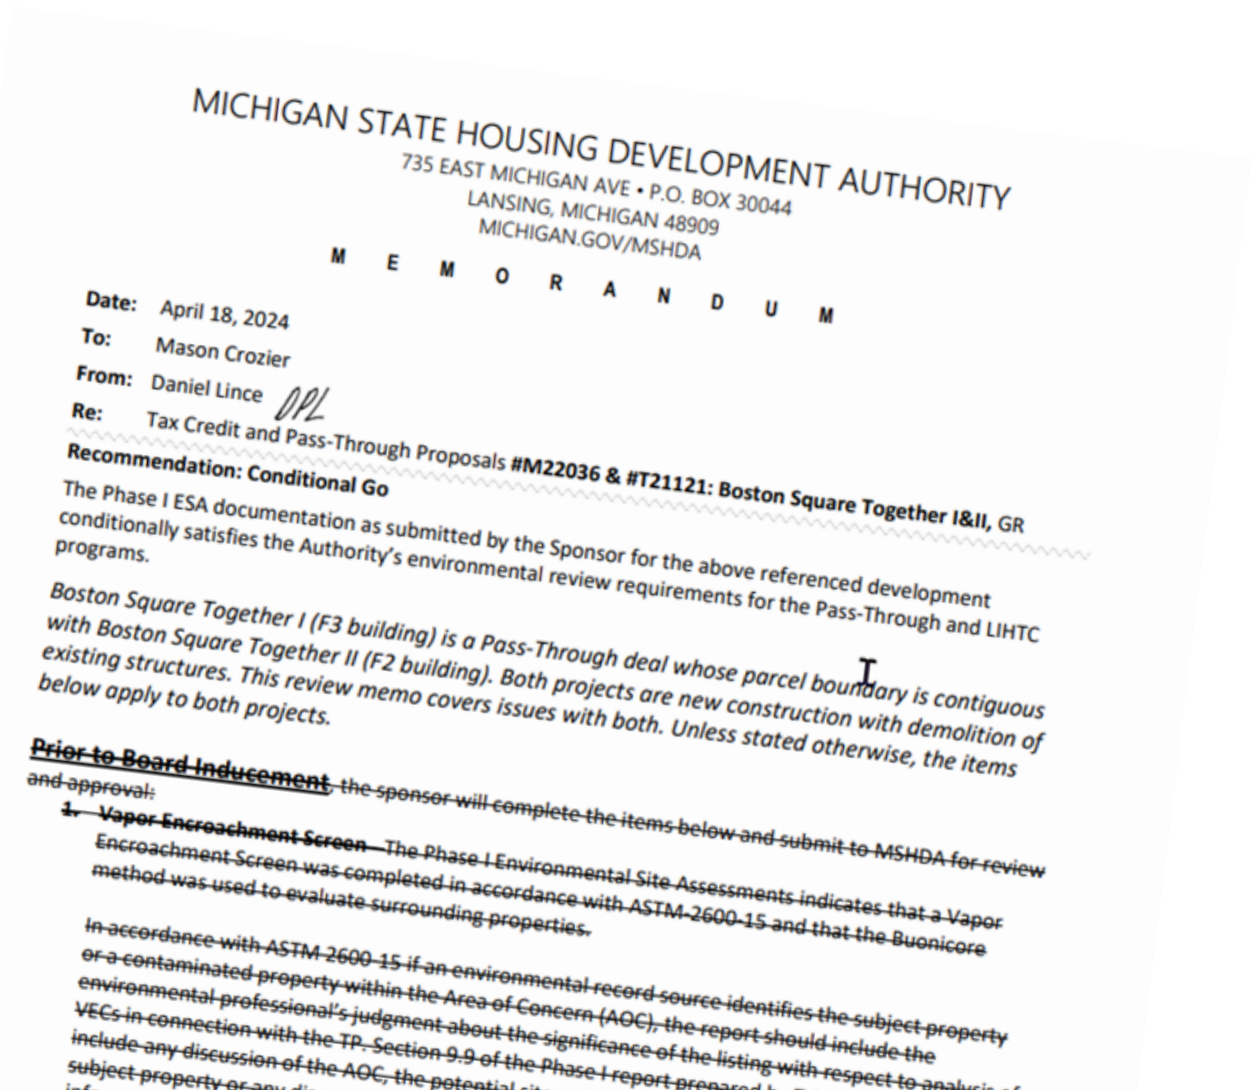 MICHIGAN STATE HOUSING DEVELOPMENT AUTHORITY
735 EAST MICHIGAN AVE • P.O. BOX 30044
LANSING, MICHIGAN 48909
MICHIGAN.GOV/MSHDA
M E M O R A N D U M
Date: April 18, 2024
To: Mason Crozier
From: Daniel Lince DPL
Re: Tax Credit and Pass-Through Proposals #M22036 & #T21121: Boston Square Together I&II, GR
Recommendation: Conditional Go
The Phase I ESA documentation as submitted by the Sponsor for the above referenced development
conditionally satisfies the Authority's environmental review requirements for the Pass-Through and LIHTC
programs.
Boston Square Together I (F3 building) is a Pass-Through deal whose parcel boundary is contiguous
with Boston Square Together II (F2 building). Both projects are new construction with demolition of
existing structures. This review memo covers issues with both. Unless stated otherwise, the items
below apply to both projects.
Prior to Board Inducement, the sponsor will complete the items below and submit to MSHDA for review
and approval:
1. Vapor Encroachment Screen - The Phase I Environmental Site Assessments indicates that a Vapor
Encroachment Screen was completed in accordance with ASTM-2600-15 and that the Buonicore
method was used to evaluate surrounding properties.
In accordance with ASTM 2600-15 if an environmental record source identifies the subject property
or a contaminated property within the Area of Concern (AOC), the report should include the
environmental professional's judgment about the significance of the listing with respect to analysis of
VECs in connection with the TP. Section 9.9 of the Phase I report prepared by
include any discussion of the AOC, the potential
subject property or any